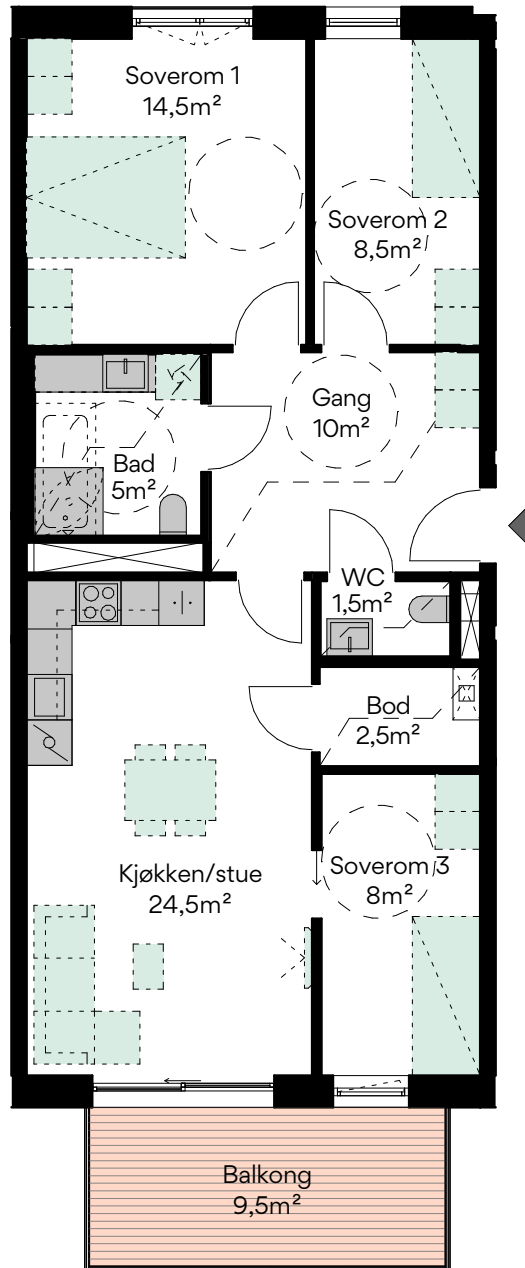 Soverom 1
14,5m²
Soverom 2
8,5m²
Gang
10m²
Bad
5m²
WC
1,5m²
Bod
2,5m²
Kjøkken/stue
24,5m²
Soverom 3
8m²
Balkong
9,5m²